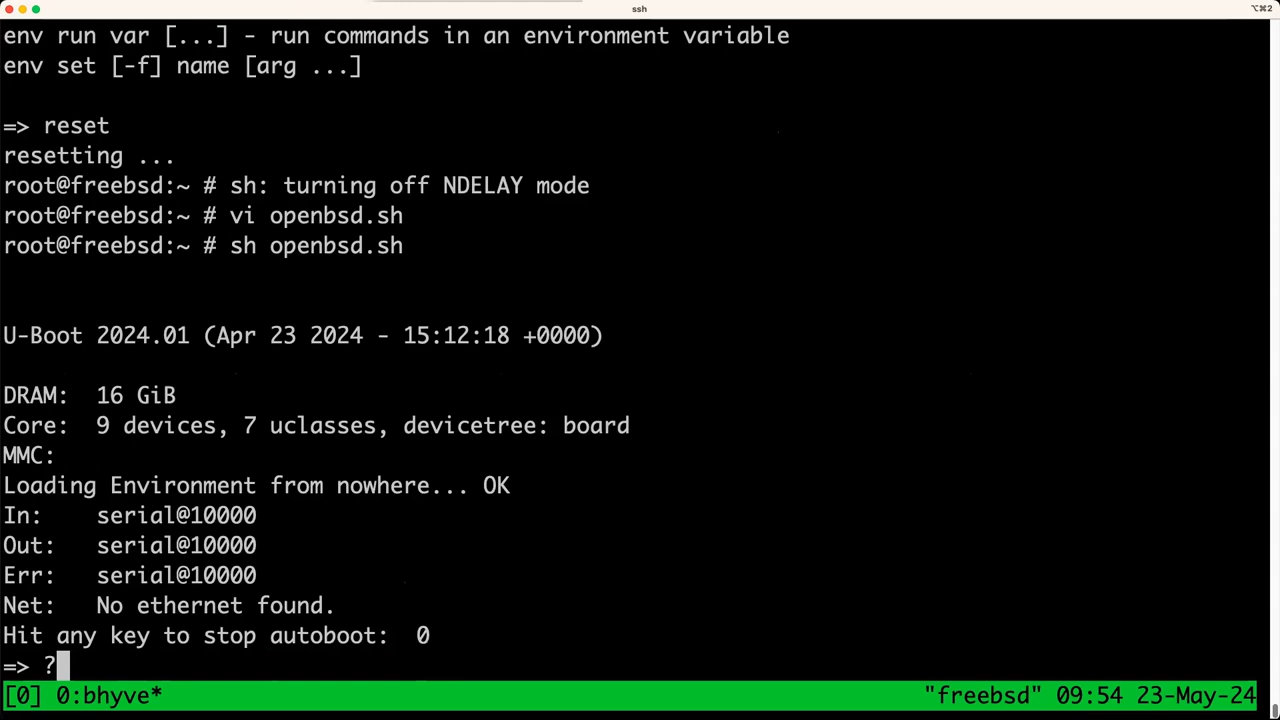 ssh
⌥⌘2
env run var [...] - run commands in an environment variable
env set [-f] name [arg ...]
=> reset
resetting ...
root@freebsd:~ # sh: turning off NDELAY mode
root@freebsd:~ # vi openbsd.sh
root@freebsd:~ # sh openbsd.sh
U-Boot 2024.01 (Apr 23 2024 - 15:12:18 +0000)
DRAM:  16 GiB
Core:  9 devices, 7 uclasses, devicetree: board
MMC:
Loading Environment from nowhere... OK
In:    serial@10000
Out:   serial@10000
Err:   serial@10000
Net:   No ethernet found.
Hit any key to stop autoboot:  0
=> ?
[0] 0:bhyve* "freebsd" 09:54 23-May-24